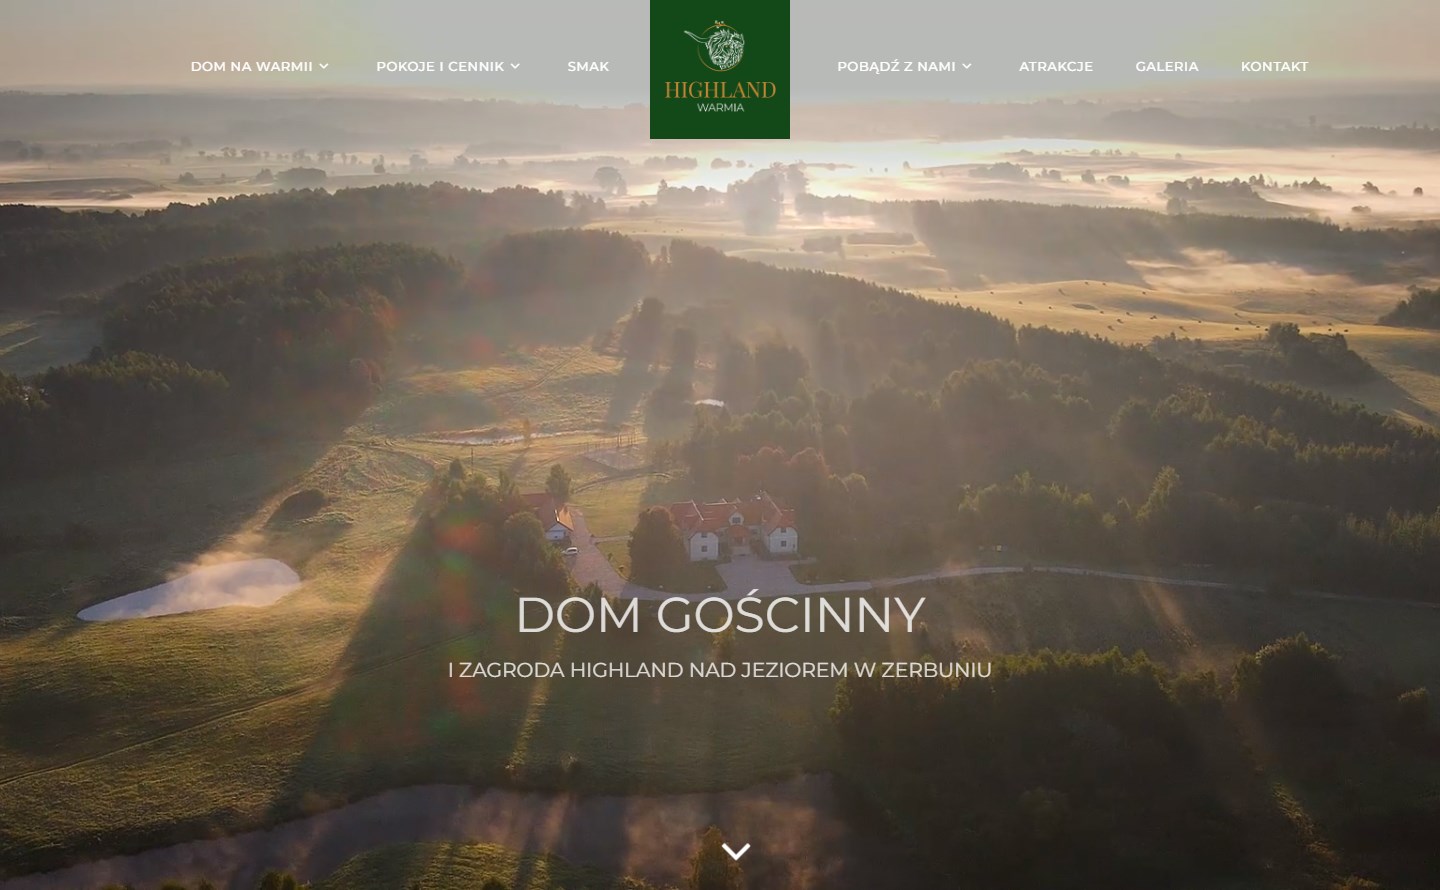 DOM NA WARMII
POKOJE I CENNIK
SMAK
HIGHLAND
WARMIA
POBĄDŹ Z NAMI
ATRAKCJE
GALERIA
KONTAKT
DOM GOŚCINNY
I ZAGRODA HIGHLAND NAD JEZIOREM W ZERBUNIU